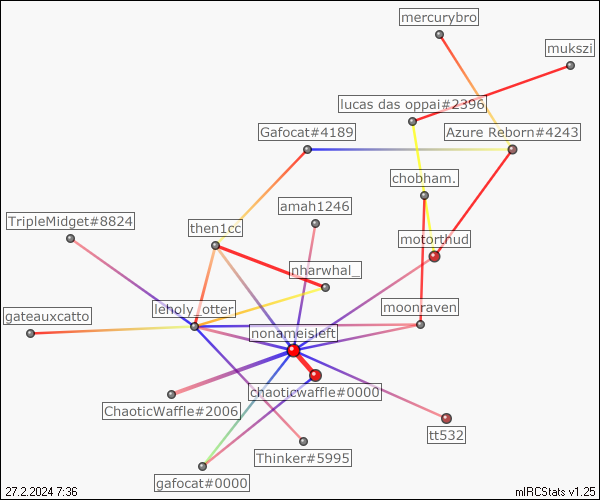 mercurybro
mukszi
lucas das oppai#2396
Gafocat#4189
Azure Reborn#4243
chobham.
amah1246
TripleMidget#8824
then1cc
motorthud
nharwhal_
leholy_otter
moonraven
gateauxcatto
nonameisleft
chaoticwaffle#0000
ChaoticWaffle#2006
tt532
Thinker#5995
gafocat#0000
27.2.2024 7:36
mIRCStats v1.25